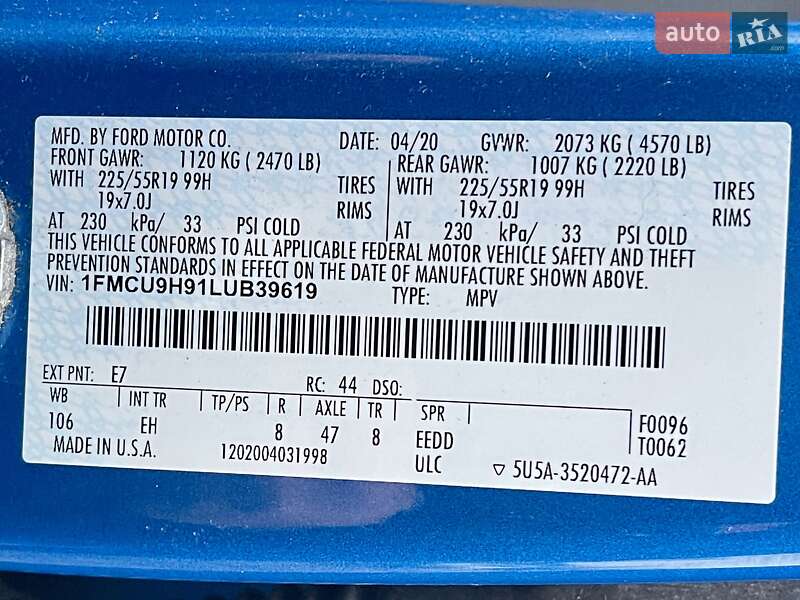 auto RIA.com
MFD. BY FORD MOTOR CO. DATE: 04/20 GVWR: 2073 KG ( 4570 LB)
FRONT GAWR: 1120 KG ( 2470 LB) REAR GAWR: 1007 KG ( 2220 LB)
WITH 225/55R19 99H TIRES WITH 225/55R19 99H TIRES
19x7.0J RIMS 19x7.0J RIMS
AT 230 kPa/ 33 PSI COLD AT 230 kPa/ 33 PSI COLD
THIS VEHICLE CONFORMS TO ALL APPLICABLE FEDERAL MOTOR VEHICLE SAFETY AND THEFT
PREVENTION STANDARDS IN EFFECT ON THE DATE OF MANUFACTURE SHOWN ABOVE.
VIN: 1FMCU9H91LUB39619 TYPE: MPV
EXT PNT: E7 RC: 44 DSO:
WB INT TR TP/PS R AXLE TR SPR F0096
106 EH 8 47 8 EEDD T0062
MADE IN U.S.A. 1202004031998 ULC ▽ 5U5A-3520472-AA